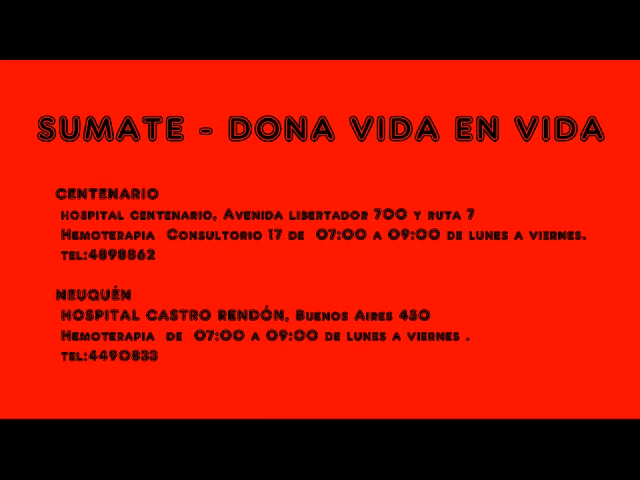 SUMATE - DONA VIDA EN VIDA
CENTENARIO
HOSPITAL CENTENARIO, AVENIDA LIBERTADOR 700 Y RUTA 7
HEMOTERAPIA CONSULTORIO 17 DE 07:00 A 09:00 DE LUNES A VIERNES.
TEL:4898862
NEUQUÉN
HOSPITAL CASTRO RENDÓN, BUENOS AIRES 450
HEMOTERAPIA DE 07:00 A 09:00 DE LUNES A VIERNES .
TEL:4490833